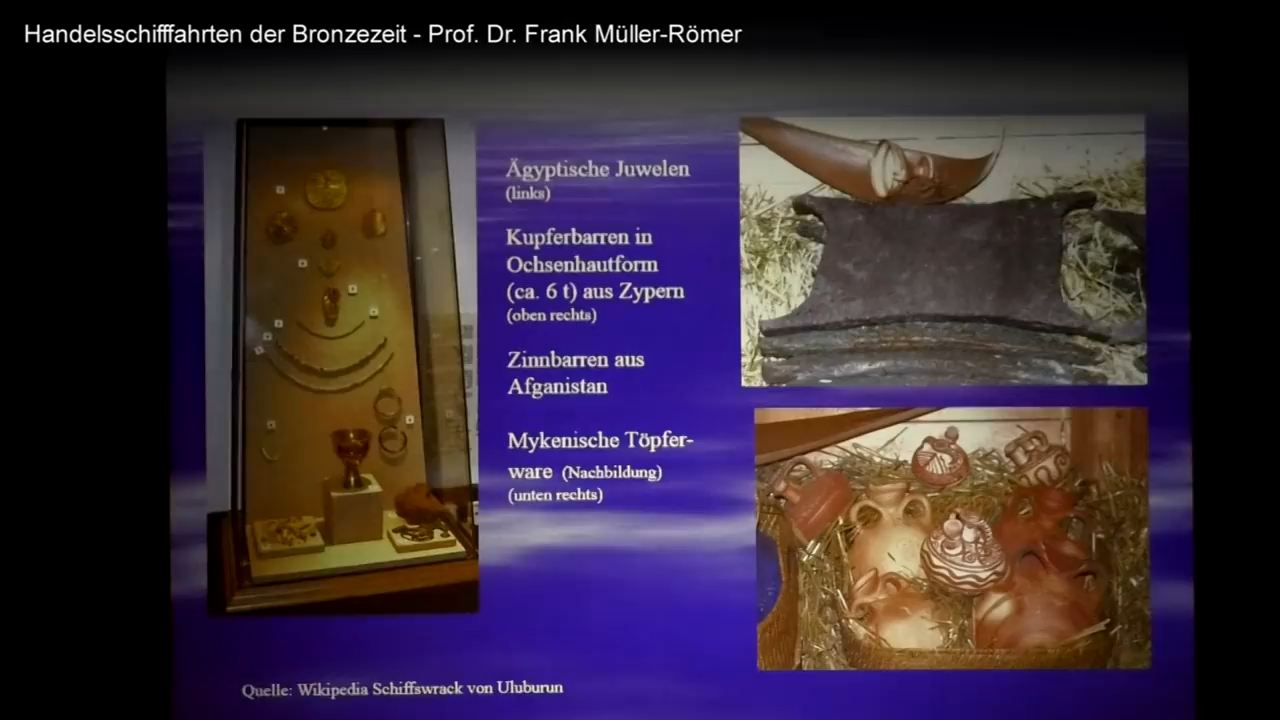 Handelsschifffahrten der Bronzezeit - Prof. Dr. Frank Müller-Römer
Ägyptische Juwelen
(links)
Kupferbarren in
Ochsenhautform
(ca. 6 t) aus Zypern
(oben rechts)
Zinnbarren aus
Afganistan
Mykenische Töpfer-
ware (Nachbildung)
(unten rechts)
Quelle: Wikipedia Schiffswrack von Uluburun